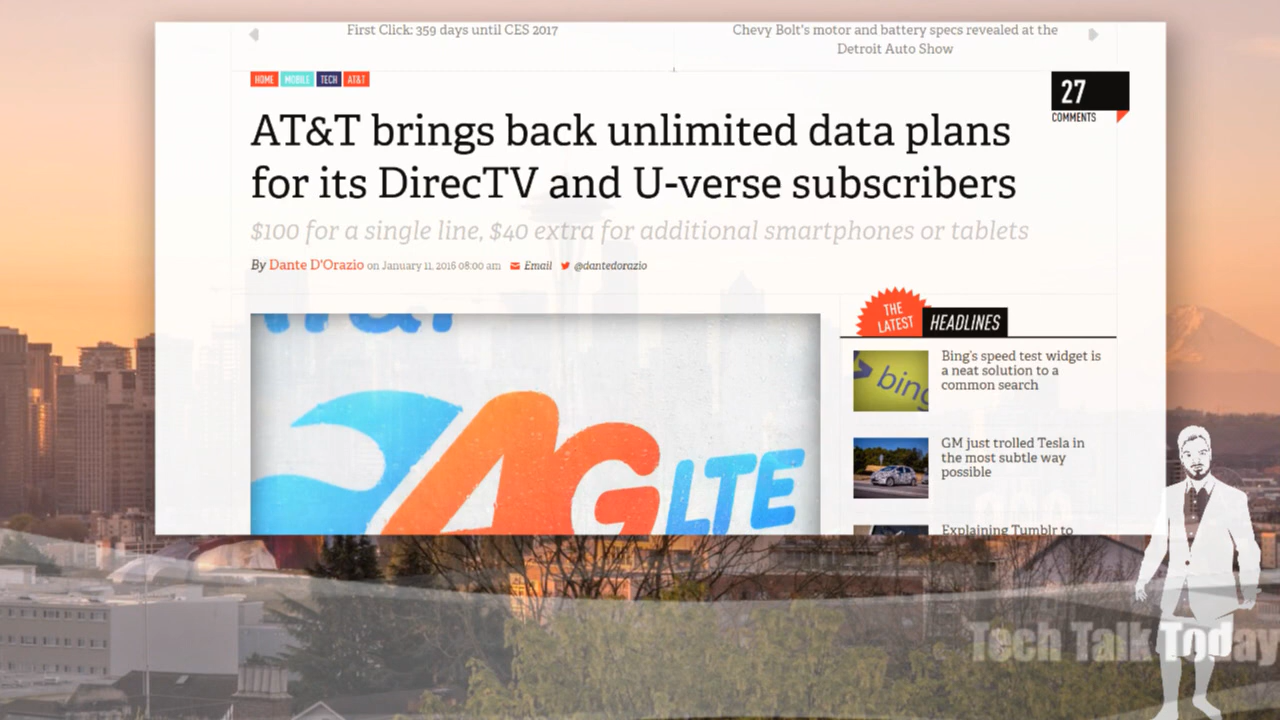 First Click: 359 days until CES 2017
Chevy Bolt's motor and battery specs revealed at the
Detroit Auto Show
HOME MOBILE TECH AT&T
27
COMMENTS
AT&T brings back unlimited data plans
for its DirecTV and U-verse subscribers
$100 for a single line, $40 extra for additional smartphones or tablets
By Dante D'Orazio on January 11, 2016 08:00 am Email @dantedorazio
THE
LATEST
HEADLINES
Bing's speed test widget is
a neat solution to a
common search
bing
GM just trolled Tesla in
the most subtle way
possible
Explaining Tumblr to
4G LTE
Tech Talk Today